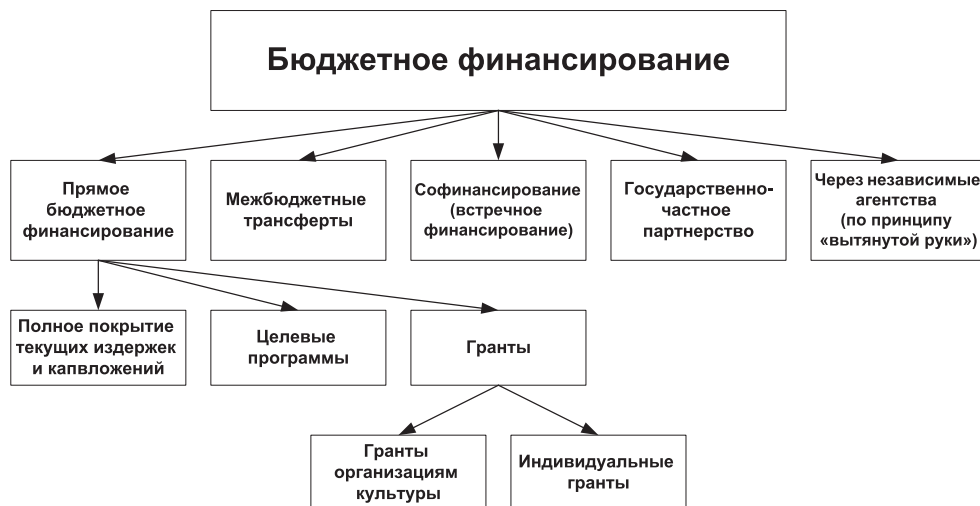 Бюджетное финансирование
Прямое
бюджетное
финансирование
Межбюджетные
трансферты
Софинансирование
(встречное
финансирование)
Государственно-
частное
партнерство
Через независимые
агентства
(по принципу
«вытянутой руки»)
Полное покрытие
текущих издержек
и капвложений
Целевые
программы
Гранты
Гранты
организациям
культуры
Индивидуальные
гранты